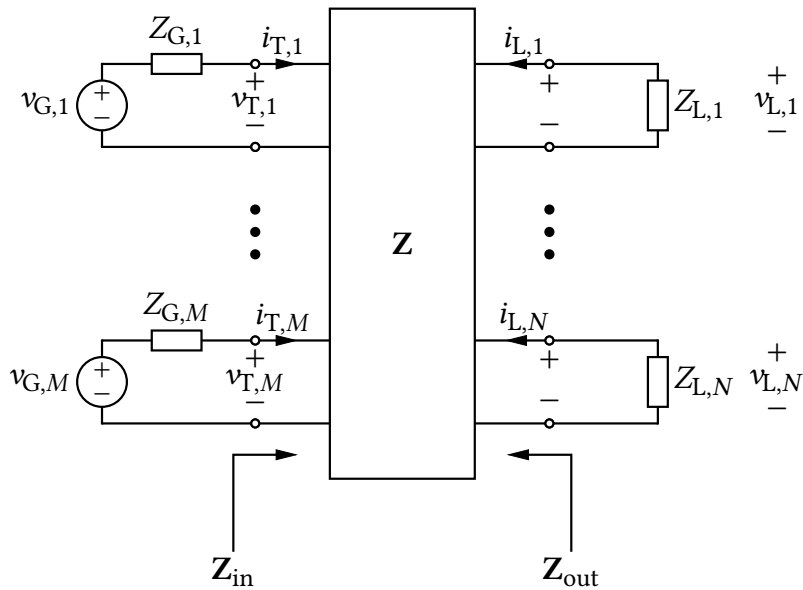 Z_G,1 i_T,1 i_L,1
v_G,1 + − + v_T,1 − + − Z_L,1 + v_L,1 −
Z
Z_G,M i_T,M i_L,N
v_G,M + − + v_T,M − + − Z_L,N + v_L,N −
Z_in Z_out